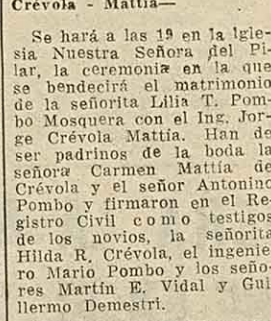 Crévola - Mattía—
Se hará a las 19 en la Igle-
sia Nuestra Señora del Pi-
lar, la ceremonia en la que
se bendecirá el matrimonio
de la señorita Lilia T. Pom-
bo Mosquera con el Ing. Jor-
ge Crévola Mattía. Han de
ser padrinos de la boda la
señora Carmen Mattía de
Crévola y el señor Antonino
Pombo y firmaron en el Re-
gistro Civil como testigos
de los novios, la señorita
Hilda R. Crévola, el ingenie-
ro Mario Pombo y los seño-
res Martín E. Vidal y Gui
llermo Demestri.